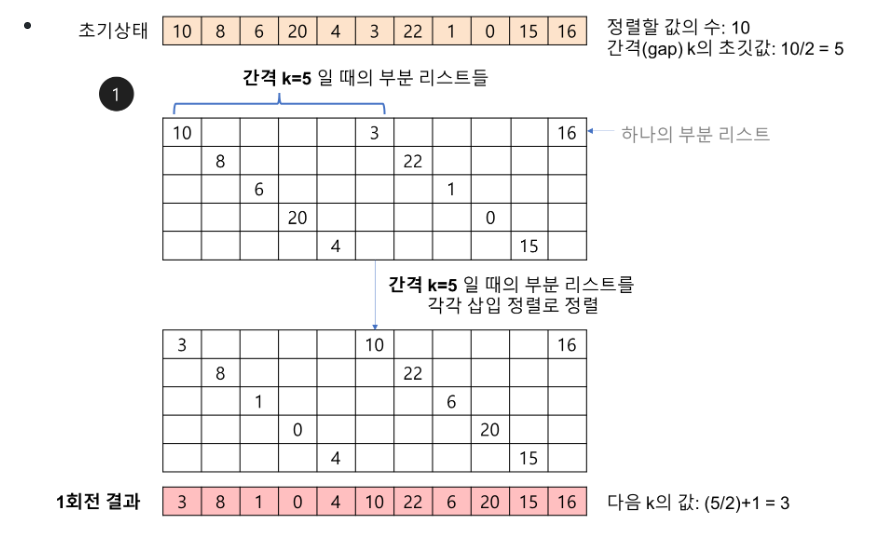 초기상태 10 8 6 20 4 3 22 1 0 15 16
정렬할 값의 수: 10
간격(gap) k의 초깃값: 10/2 = 5
간격 k=5 일 때의 부분 리스트들
1
10 3 16
하나의 부분 리스트
8 22
6 1
20 0
4 15
간격 k=5 일 때의 부분 리스트를
각각 삽입 정렬로 정렬
3 10 16
8 22
1 6
0 20
4 15
1회전 결과 3 8 1 0 4 10 22 6 20 15 16
다음 k의 값: (5/2)+1 = 3